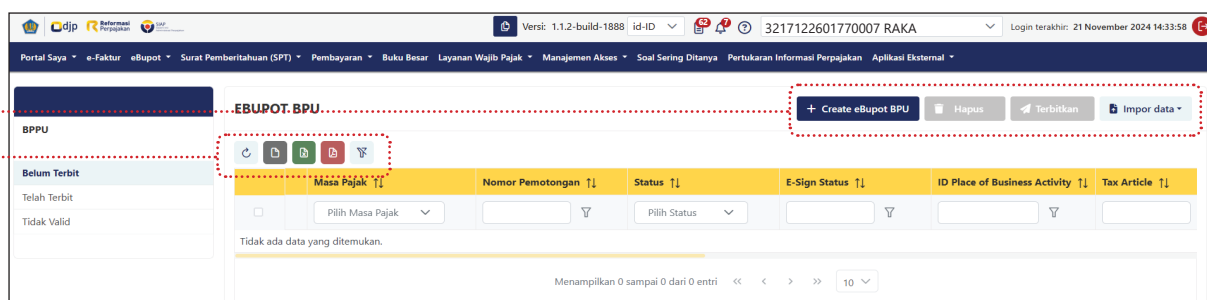 djp Reformasi Perpajakan SIAP Versi: 1.1.2-build-1888 id-ID 62 7 3217122601770007 RAKA Login terakhir: 21 November 2024 14:33:58
Portal Saya e-Faktur eBupot Surat Pemberitahuan (SPT) Pembayaran Buku Besar Layanan Wajib Pajak Manajemen Akses Soal Sering Ditanya Pertukaran Informasi Perpajakan Aplikasi Eksternal
EBUPOT BPU + Create eBupot BPU Hapus Terbitkan Impor data
BPPU
Belum Terbit
Telah Terbit
Tidak Valid
Masa Pajak ↑↓ Nomor Pemotongan ↑↓ Status ↑↓ E-Sign Status ↑↓ ID Place of Business Activity ↑↓ Tax Article ↑↓
Pilih Masa Pajak Pilih Status
Tidak ada data yang ditemukan.
Menampilkan 0 sampai 0 dari 0 entri << < > >> 10